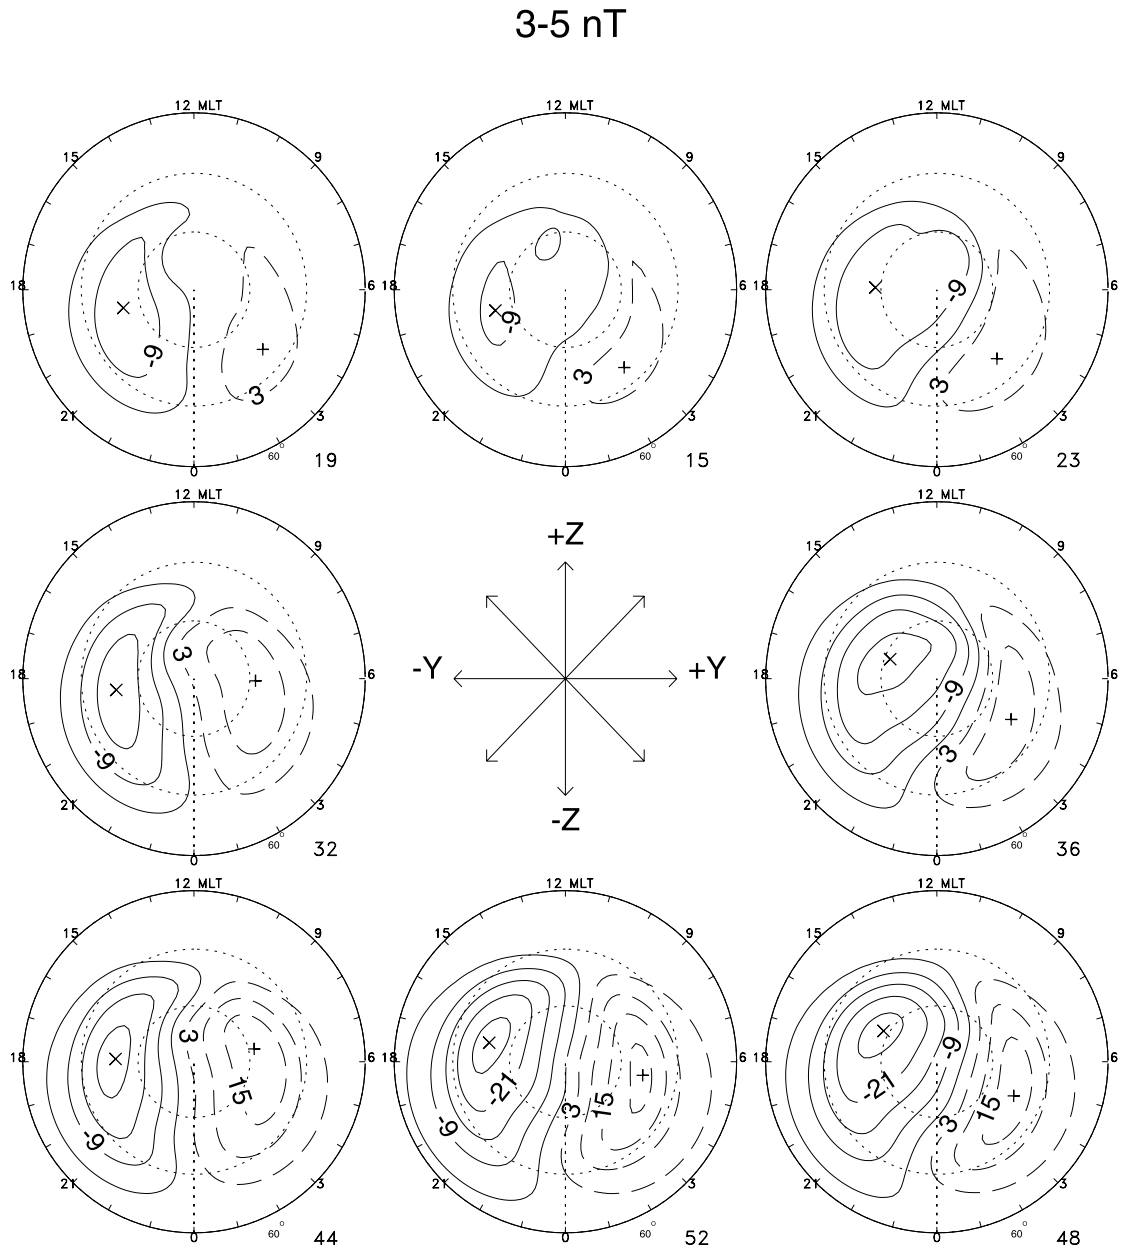 3-5 nT
12 MLT 12 MLT 12 MLT
15 9 15 9 15 9
18 6 18 6 18 6
-9 3 -9 3 -9 3
21 3 21 3 21 3
0 60° 19 0 60° 15 0 60° 23
12 MLT 12 MLT
15 9 +Z 15 9
18 6 -Y +Y 18 6
3 -9 -9 3
21 3 -Z 21 3
0 60° 32 0 60° 36
12 MLT 12 MLT 12 MLT
15 9 15 9 15 9
18 6 18 6 18 6
3 15 -9 -21 3 15 -9 -9 -21 3 15
21 3 21 3 21 3
0 60° 44 0 60° 52 0 60° 48